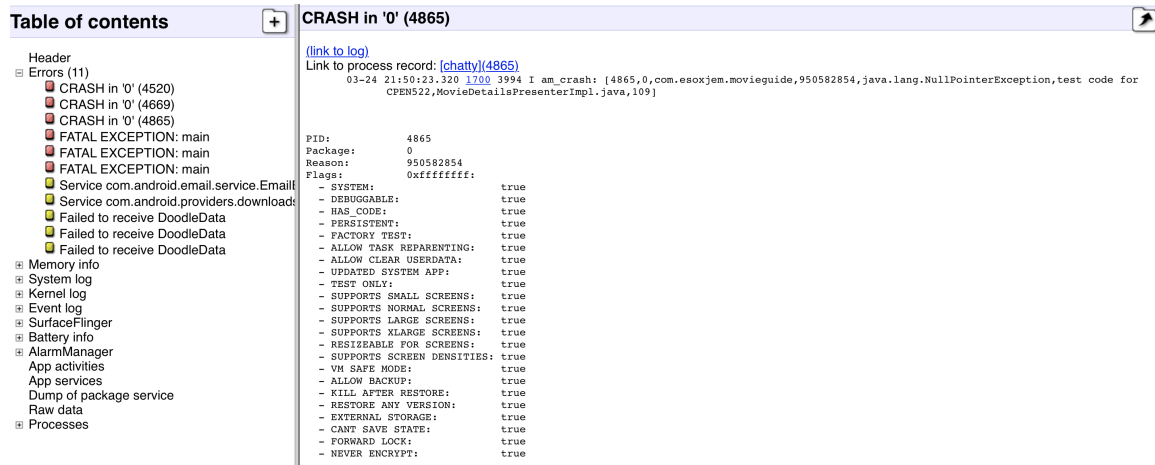 Table of contents
+
Header
Errors (11)
CRASH in '0' (4520)
CRASH in '0' (4669)
CRASH in '0' (4865)
FATAL EXCEPTION: main
FATAL EXCEPTION: main
FATAL EXCEPTION: main
Service com.android.email.service.Email
Service com.android.providers.downloads
Failed to receive DoodleData
Failed to receive DoodleData
Failed to receive DoodleData
Memory info
System log
Kernel log
Event log
SurfaceFlinger
Battery info
AlarmManager
App activities
App services
Dump of package service
Raw data
Processes
CRASH in '0' (4865)
(link to log)
Link to process record: [chatty](4865)
03-24 21:50:23.320 1700 3994 I am_crash: [4865,0,com.esoxjem.movieguide,950582854,java.lang.NullPointerException,test code for
CPEN522,MovieDetailsPresenterImpl.java,109]
PID: 4865
Package: 0
Reason: 950582854
Flags: 0xffffffff:
- SYSTEM: true
- DEBUGGABLE: true
- HAS_CODE: true
- PERSISTENT: true
- FACTORY TEST: true
- ALLOW TASK REPARENTING: true
- ALLOW CLEAR USERDATA: true
- UPDATED SYSTEM APP: true
- TEST ONLY: true
- SUPPORTS SMALL SCREENS: true
- SUPPORTS NORMAL SCREENS: true
- SUPPORTS LARGE SCREENS: true
- SUPPORTS XLARGE SCREENS: true
- RESIZEABLE FOR SCREENS: true
- SUPPORTS SCREEN DENSITIES: true
- VM SAFE MODE: true
- ALLOW BACKUP: true
- KILL AFTER RESTORE: true
- RESTORE ANY VERSION: true
- EXTERNAL STORAGE: true
- CANT SAVE STATE: true
- FORWARD LOCK: true
- NEVER ENCRYPT: true